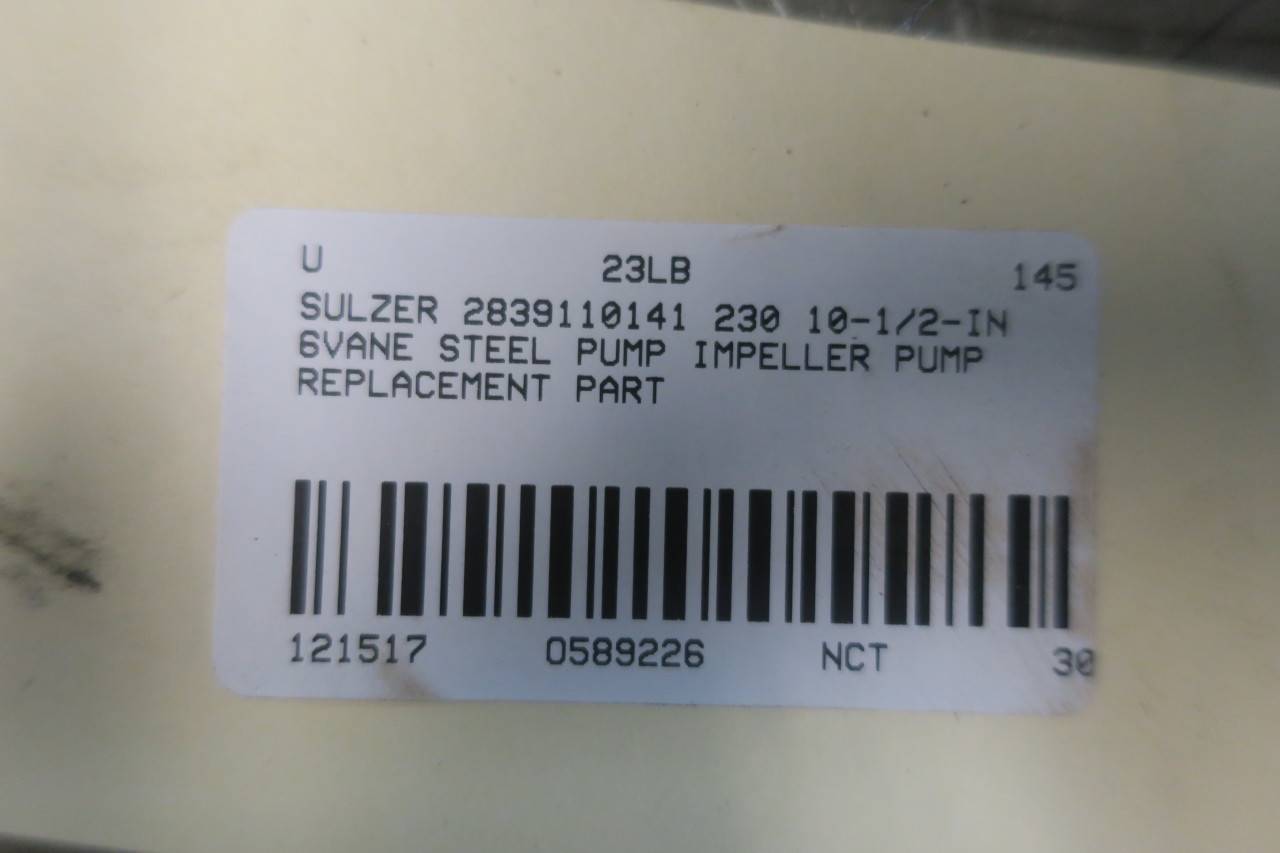 U 23LB 145
SULZER 2839110141 230 10-1/2-IN
6VANE STEEL PUMP IMPELLER PUMP
REPLACEMENT PART
121517 0589226 NCT 30